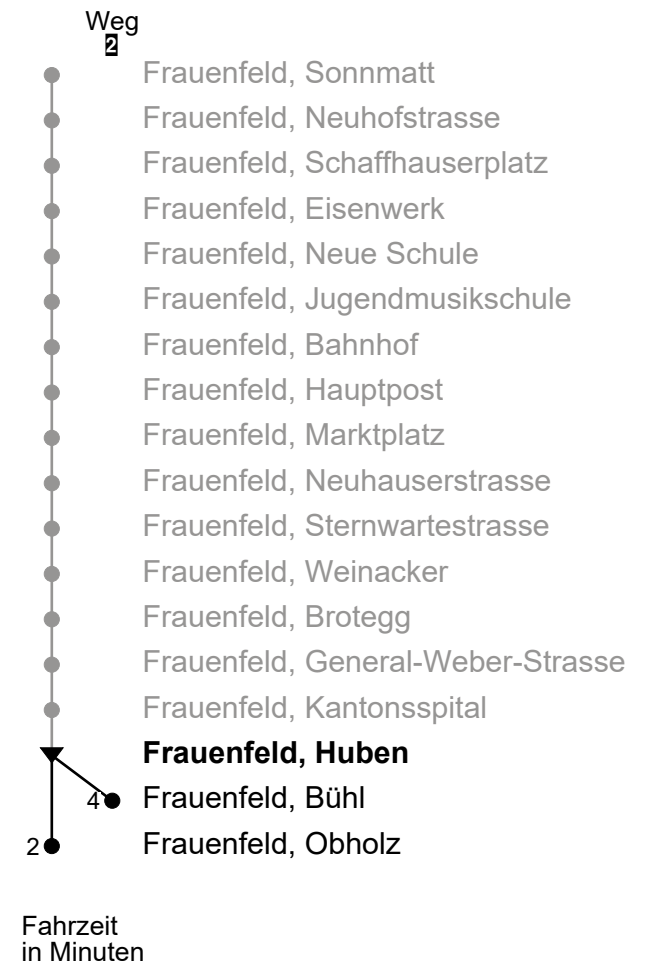 Weg
2
Frauenfeld, Sonnmatt
Frauenfeld, Neuhofstrasse
Frauenfeld, Schaffhauserplatz
Frauenfeld, Eisenwerk
Frauenfeld, Neue Schule
Frauenfeld, Jugendmusikschule
Frauenfeld, Bahnhof
Frauenfeld, Hauptpost
Frauenfeld, Marktplatz
Frauenfeld, Neuhauserstrasse
Frauenfeld, Sternwartestrasse
Frauenfeld, Weinacker
Frauenfeld, Brotegg
Frauenfeld, General-Weber-Strasse
Frauenfeld, Kantonsspital
Frauenfeld, Huben
4 Frauenfeld, Bühl
2 Frauenfeld, Obholz
Fahrzeit
in Minuten